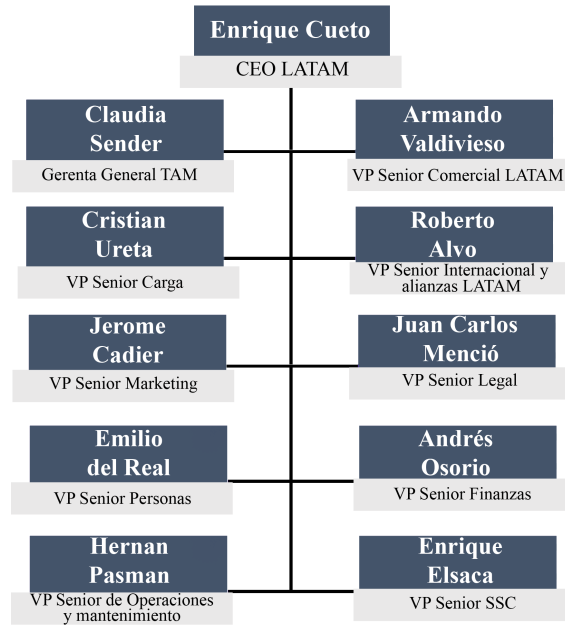 Enrique Cueto
CEO LATAM
Claudia
Sender
Gerenta General TAM
Armando
Valdivieso
VP Senior Comercial LATAM
Cristian
Ureta
VP Senior Carga
Roberto
Alvo
VP Senior Internacional y
alianzas LATAM
Jerome
Cadier
VP Senior Marketing
Juan Carlos
Menció
VP Senior Legal
Emilio
del Real
VP Senior Personas
Andrés
Osorio
VP Senior Finanzas
Hernan
Pasman
VP Senior de Operaciones
y mantenimiento
Enrique
Elsaca
VP Senior SSC